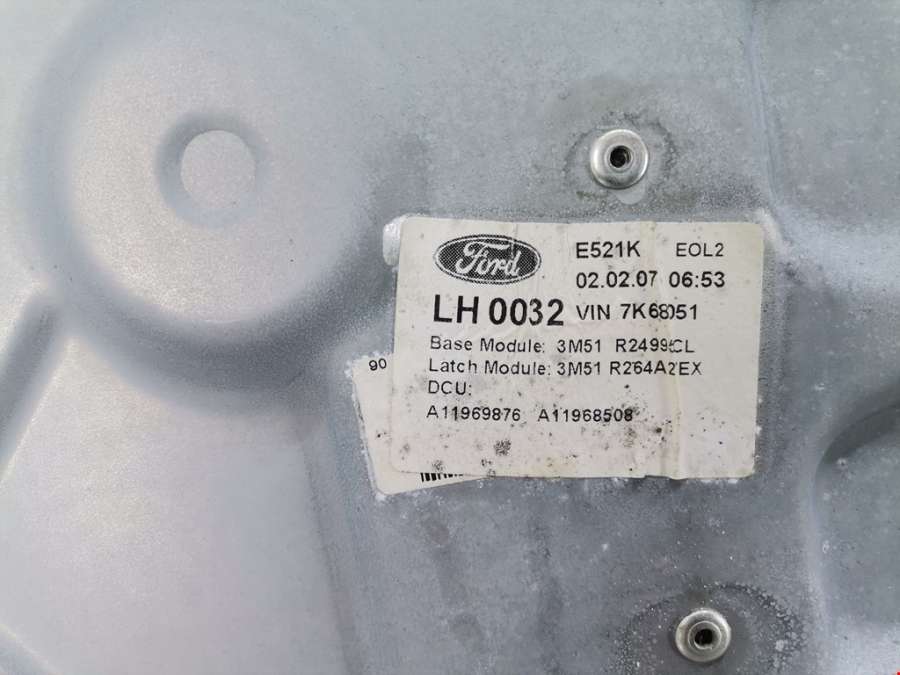 Ford
E521K EOL2
02.02.07 06:53
LH 0032 VIN 7K68051
Base Module: 3M51
Latch Module: 3M51 R264A2EX
DCU:
A11969876 A11968508
90